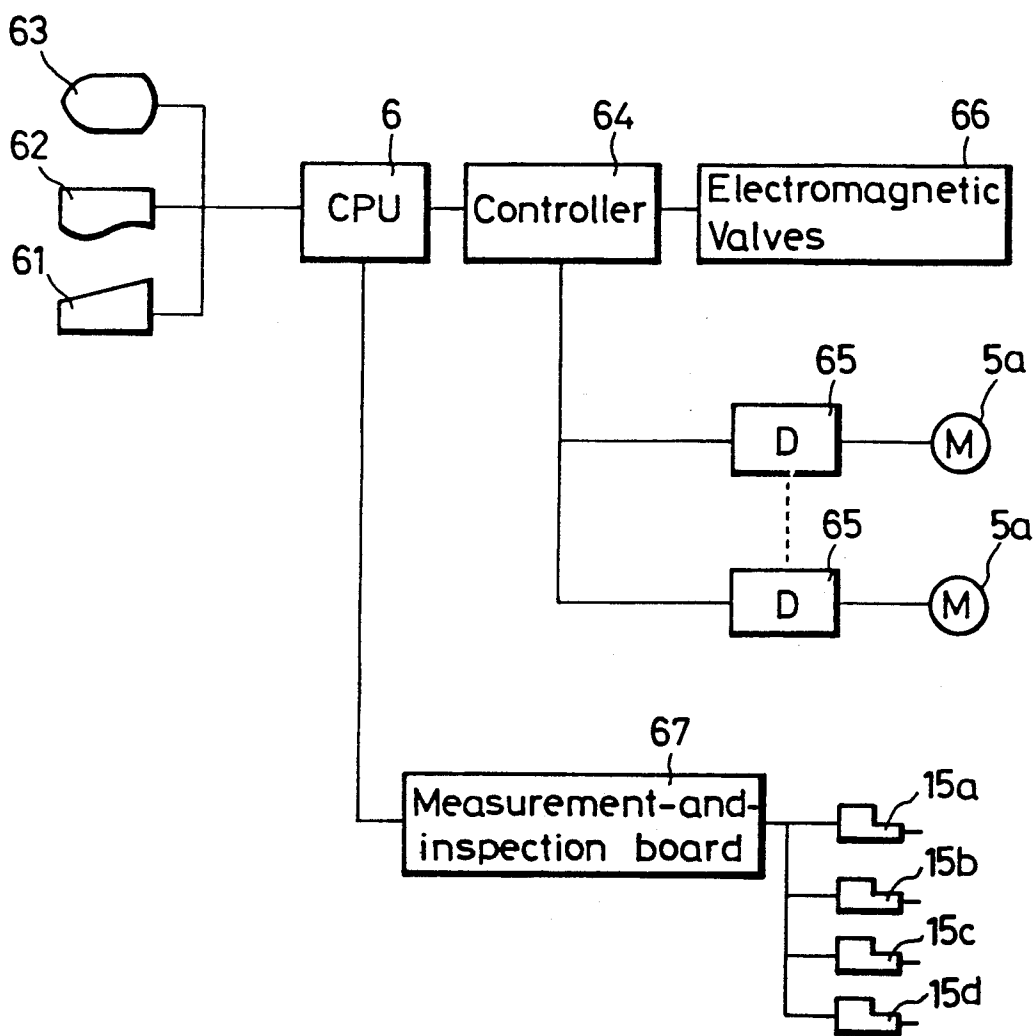 63
62
61
6
CPU
64
Controller
66
Electromagnetic
Valves
65
D
5a
M
65
D
5a
M
67
Measurement-and-
inspection board
15a
15b
15c
15d